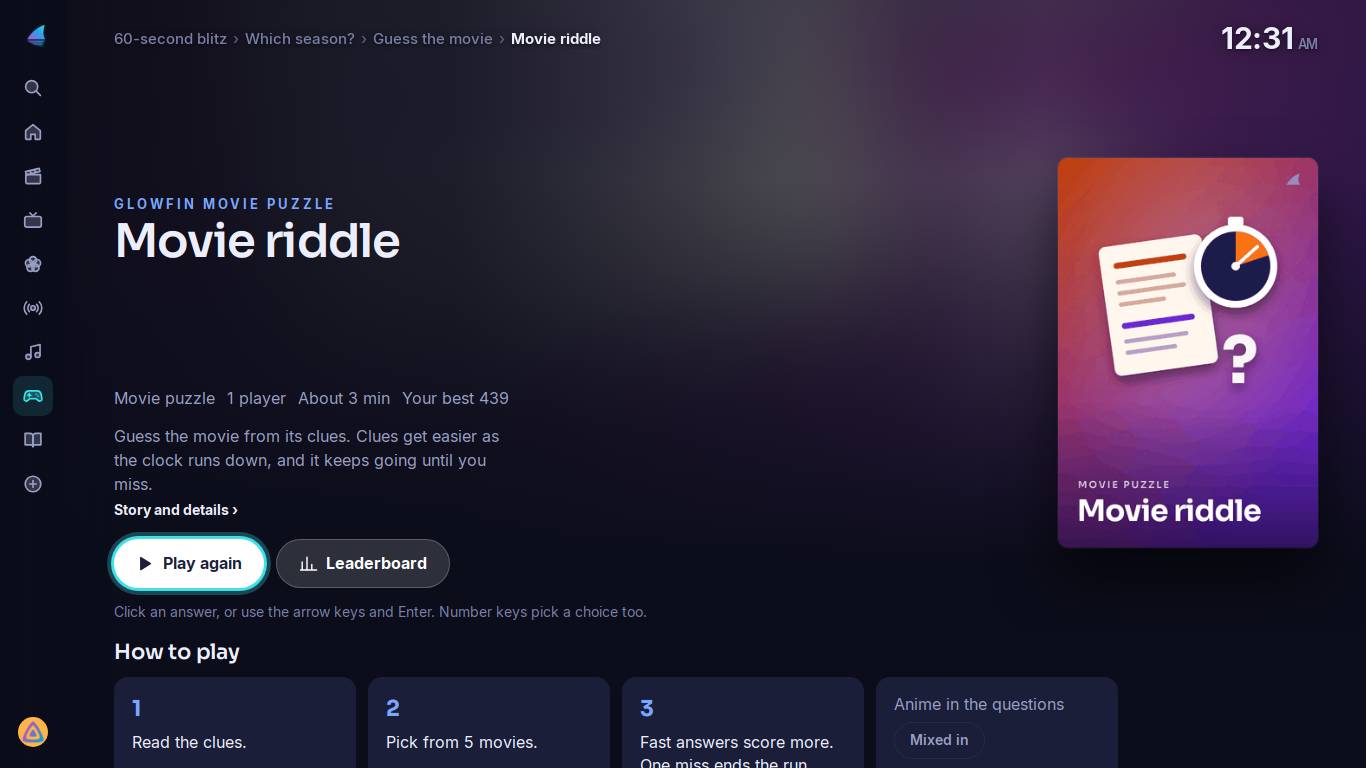 60-second blitz › Which season? › Guess the movie › Movie riddle
12:31 AM
GLOWFIN MOVIE PUZZLE
Movie riddle
Movie puzzle 1 player About 3 min Your best 439
Guess the movie from its clues. Clues get easier as
the clock runs down, and it keeps going until you
miss.
Story and details ›
Play again
Leaderboard
Click an answer, or use the arrow keys and Enter. Number keys pick a choice too.
?
MOVIE PUZZLE
Movie riddle
How to play
1
Read the clues.
2
Pick from 5 movies.
3
Fast answers score more.
One miss ends the run.
Anime in the questions
Mixed in